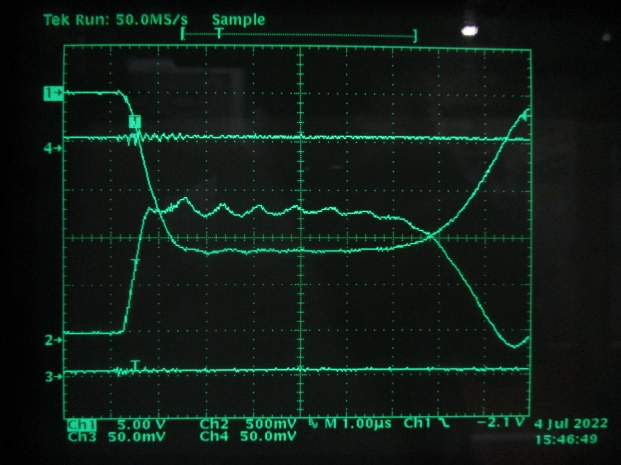 Tek Run: 50.0MS/s Sample
T
1
T
4
T
2
T
3
Ch1 5.00 V Ch2 500mV M 1.00µs Ch1 -2.1 V 4 Jul 2022
Ch3 50.0mV Ch4 50.0mV 15:46:49